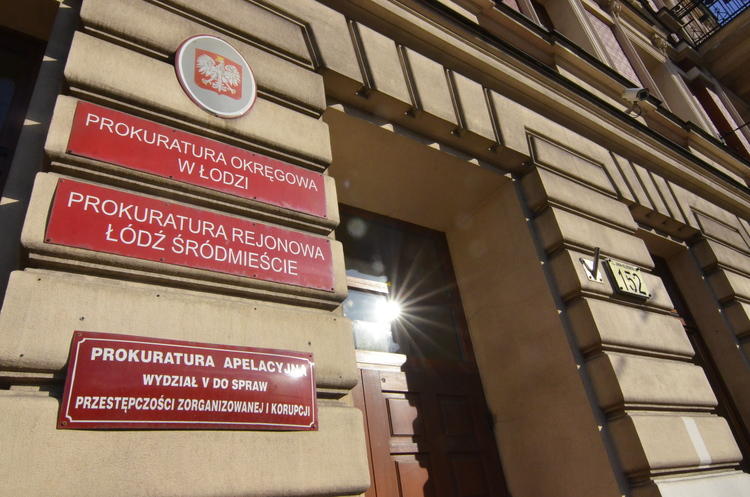 PROKURATURA OKRĘGOWA
W ŁODZI
PROKURATURA REJONOWA
ŁÓDŹ ŚRÓDMIEŚCIE
PROKURATURA APELACYJNA
WYDZIAŁ V DO SPRAW
PRZESTĘPCZOŚCI ZORGANIZOWANEJ I KORUPCJI
152